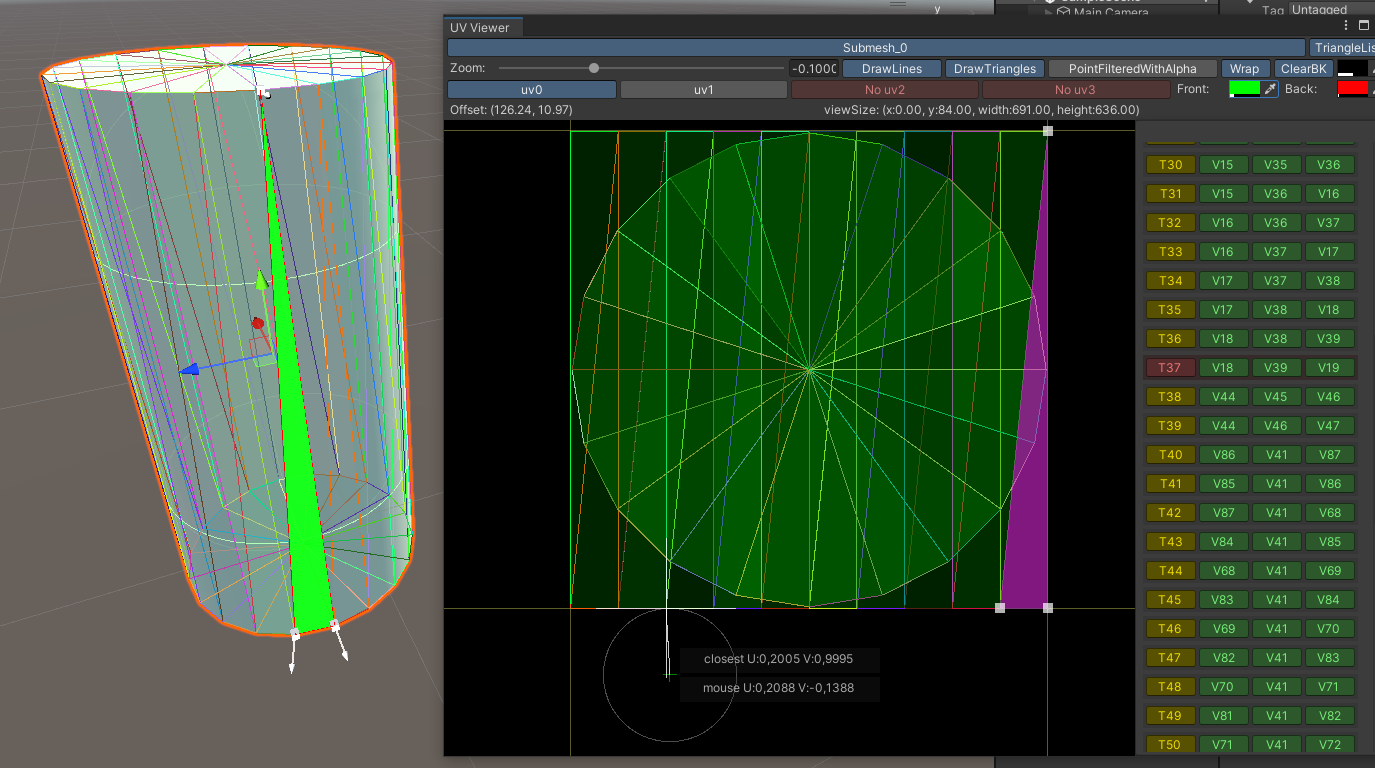 SampleScene
Main Camera
Tag Untagged
y
UV Viewer
Submesh_0 TriangleLis
Zoom: -0.1000 DrawLines DrawTriangles PointFilteredWithAlpha Wrap ClearBK
uv0 uv1 No uv2 No uv3 Front: Back:
Offset: (126.24, 10.97) viewSize: (x:0.00, y:84.00, width:691.00, height:636.00)
T30 V15 V35 V36
T31 V15 V36 V16
T32 V16 V36 V37
T33 V16 V37 V17
T34 V17 V37 V38
T35 V17 V38 V18
T36 V18 V38 V39
T37 V18 V39 V19
T38 V44 V45 V46
T39 V44 V46 V47
T40 V86 V41 V87
T41 V85 V41 V86
T42 V87 V41 V68
T43 V84 V41 V85
T44 V68 V41 V69
T45 V83 V41 V84
T46 V69 V41 V70
T47 V82 V41 V83
T48 V70 V41 V71
T49 V81 V41 V82
T50 V71 V41 V72
closest U:0,2005 V:0,9995
mouse U:0,2088 V:-0,1388